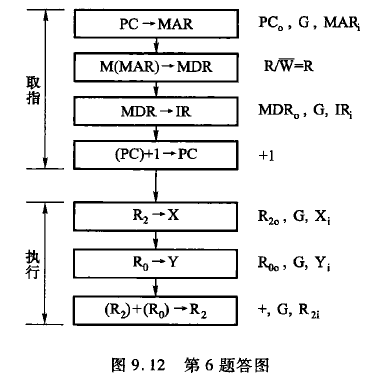 取指
PC→MAR PCₒ , G , MARᵢ
M(MAR)→MDR R/W̅=R
MDR→IR MDRₒ , G, IRᵢ
(PC)+1→PC +1
执行
R₂→X R₂ₒ , G, Xᵢ
R₀→Y R₀ₒ , G, Yᵢ
(R₂)+(R₀)→R₂ +, G, R₂ᵢ
图 9.12 第 6 题答图